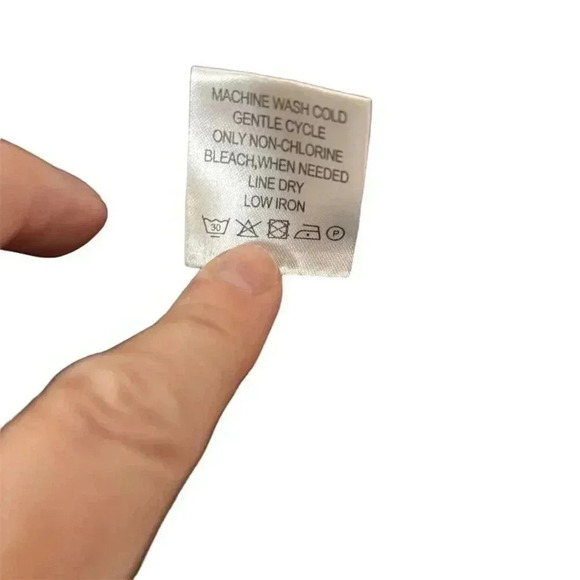 MACHINE WASH COLD
GENTLE CYCLE
ONLY NON-CHLORINE
BLEACH,WHEN NEEDED
LINE DRY
LOW IRON
30 P